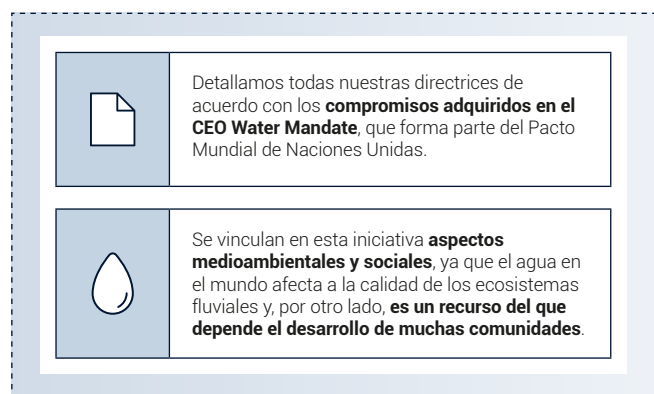 Detallamos todas nuestras directrices de
acuerdo con los compromisos adquiridos en el
CEO Water Mandate, que forma parte del Pacto
Mundial de Naciones Unidas.
Se vinculan en esta iniciativa aspectos
medioambientales y sociales, ya que el agua en
el mundo afecta a la calidad de los ecosistemas
fluviales y, por otro lado, es un recurso del que
depende el desarrollo de muchas comunidades.